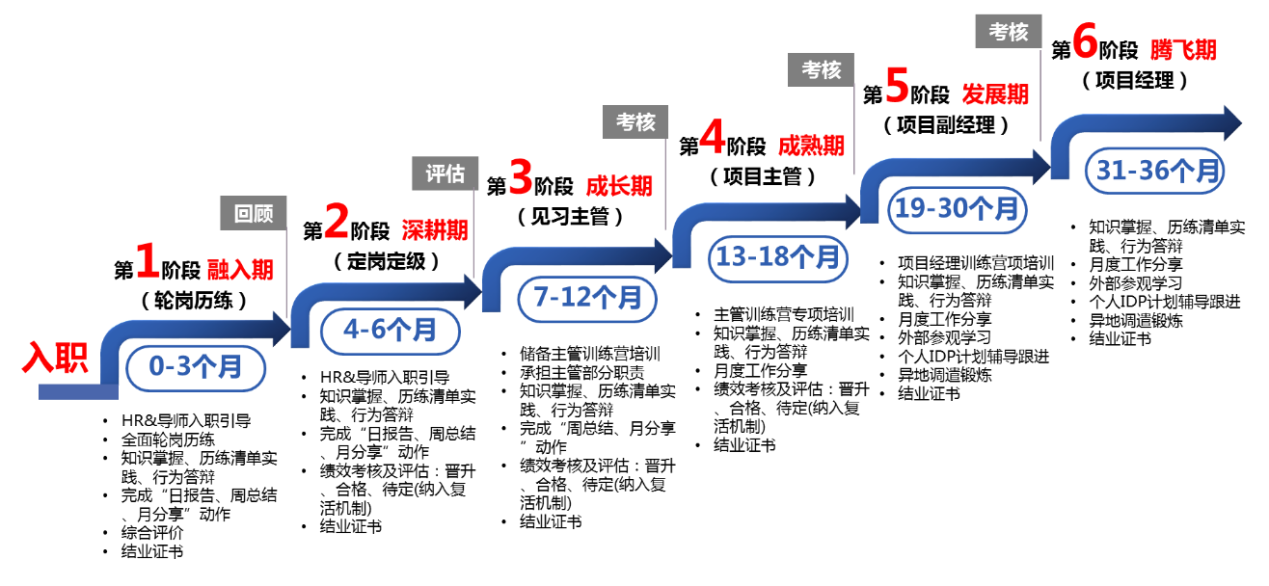 入职
第1阶段 融入期
（轮岗历练）
0-3个月
• HR&导师入职引导
• 全面轮岗历练
• 知识掌握、历练清单实
践、行为答辩
• 完成“日报告、周总结
、月分享”动作
• 综合评价
• 结业证书
回顾
第2阶段 深耕期
（定岗定级）
4-6个月
• HR&导师入职引导
• 知识掌握、历练清单实
践、行为答辩
• 完成“日报告、周总结
、月分享”动作
• 绩效考核及评估：晋升
、合格、待定(纳入复
活机制)
• 结业证书
评估
第3阶段 成长期
（见习主管）
7-12个月
• 储备主管训练营培训
• 承担主管部分职责
• 知识掌握、历练清单实
践、行为答辩
• 完成“周总结、月分享
”动作
• 绩效考核及评估：晋升
、合格、待定(纳入复
活机制)
• 结业证书
考核
第4阶段 成熟期
（项目主管）
13-18个月
• 主管训练营专项培训
• 知识掌握、历练清单实
践、行为答辩
• 月度工作分享
• 绩效考核及评估：晋升
、合格、待定(纳入复
活机制)
• 结业证书
考核
第5阶段 发展期
（项目副经理）
19-30个月
• 项目经理训练营项培训
• 知识掌握、历练清单实
践、行为答辩
• 月度工作分享
• 外部参观学习
• 个人IDP计划辅导跟进
• 异地调遣锻炼
• 结业证书
考核
第6阶段 腾飞期
（项目经理）
31-36个月
• 知识掌握、历练清单实
践、行为答辩
• 月度工作分享
• 外部参观学习
• 个人IDP计划辅导跟进
• 异地调遣锻炼
• 结业证书